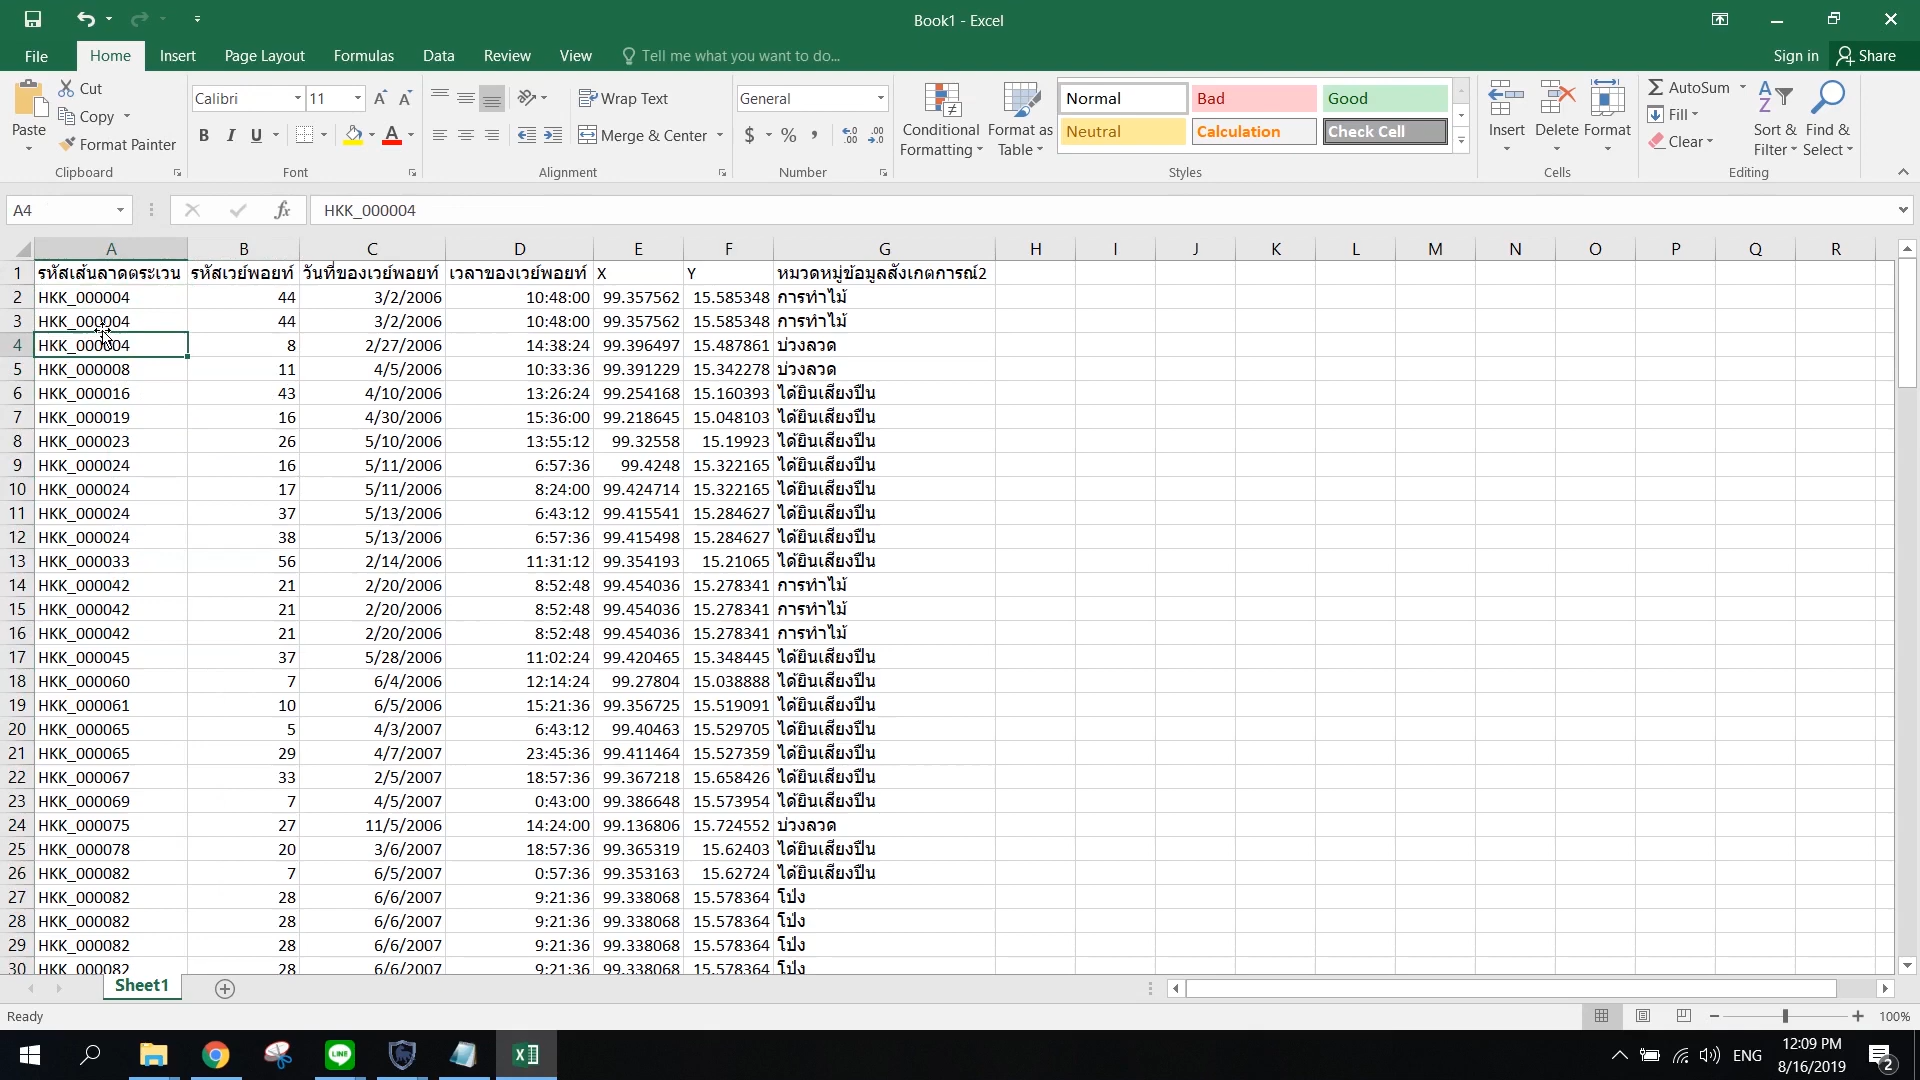 Book1 - Excel
File Home Insert Page Layout Formulas Data Review View Tell me what you want to do... Sign in Share
Paste Cut Copy Format Painter Clipboard
Calibri 11 B I U A A Font
Wrap Text Merge & Center Alignment
General $ % , Number
Conditional Formatting Format as Table Normal Bad Good Neutral Calculation Check Cell Styles
Insert Delete Format Cells
AutoSum Fill Clear Sort & Filter Find & Select Editing
A4 fx HKK_000004
A B C D E F G H I J K L M N O P Q R
1 รหัสเส้นลาดตระเวน รหัสเวย์พอยท์ วันที่ของเวย์พอยท์ เวลาของเวย์พอยท์ X Y หมวดหมู่ข้อมูลสังเกตการณ์2
2 HKK_000004 44 3/2/2006 10:48:00 99.357562 15.585348 การทำไม้
3 HKK_000004 44 3/2/2006 10:48:00 99.357562 15.585348 การทำไม้
4 HKK_000004 8 2/27/2006 14:38:24 99.396497 15.487861 บ่วงลวด
5 HKK_000008 11 4/5/2006 10:33:36 99.391229 15.342278 บ่วงลวด
6 HKK_000016 43 4/10/2006 13:26:24 99.254168 15.160393 ได้ยินเสียงปืน
7 HKK_000019 16 4/30/2006 15:36:00 99.218645 15.048103 ได้ยินเสียงปืน
8 HKK_000023 26 5/10/2006 13:55:12 99.32558 15.19923 ได้ยินเสียงปืน
9 HKK_000024 16 5/11/2006 6:57:36 99.4248 15.322165 ได้ยินเสียงปืน
10 HKK_000024 17 5/11/2006 8:24:00 99.424714 15.322165 ได้ยินเสียงปืน
11 HKK_000024 37 5/13/2006 6:43:12 99.415541 15.284627 ได้ยินเสียงปืน
12 HKK_000024 38 5/13/2006 6:57:36 99.415498 15.284627 ได้ยินเสียงปืน
13 HKK_000033 56 2/14/2006 11:31:12 99.354193 15.21065 ได้ยินเสียงปืน
14 HKK_000042 21 2/20/2006 8:52:48 99.454036 15.278341 การทำไม้
15 HKK_000042 21 2/20/2006 8:52:48 99.454036 15.278341 การทำไม้
16 HKK_000042 21 2/20/2006 8:52:48 99.454036 15.278341 การทำไม้
17 HKK_000045 37 5/28/2006 11:02:24 99.420465 15.348445 ได้ยินเสียงปืน
18 HKK_000060 7 6/4/2006 12:14:24 99.27804 15.038888 ได้ยินเสียงปืน
19 HKK_000061 10 6/5/2006 15:21:36 99.356725 15.519091 ได้ยินเสียงปืน
20 HKK_000065 5 4/3/2007 6:43:12 99.40463 15.529705 ได้ยินเสียงปืน
21 HKK_000065 29 4/7/2007 23:45:36 99.411464 15.527359 ได้ยินเสียงปืน
22 HKK_000067 33 2/5/2007 18:57:36 99.367218 15.658426 ได้ยินเสียงปืน
23 HKK_000069 7 4/5/2007 0:43:00 99.386648 15.573954 ได้ยินเสียงปืน
24 HKK_000075 27 11/5/2006 14:24:00 99.136806 15.724552 บ่วงลวด
25 HKK_000078 20 3/6/2007 18:57:36 99.365319 15.62403 ได้ยินเสียงปืน
26 HKK_000082 7 6/5/2007 0:57:36 99.353163 15.62724 ได้ยินเสียงปืน
27 HKK_000082 28 6/6/2007 9:21:36 99.338068 15.578364 โป่ง
28 HKK_000082 28 6/6/2007 9:21:36 99.338068 15.578364 โป่ง
29 HKK_000082 28 6/6/2007 9:21:36 99.338068 15.578364 โป่ง
30 HKK_000082 28 6/6/2007 9:21:36 99.338068 15.578364 โป่ง
Sheet1
Ready 100%
LINE ENG 12:09 PM
8/16/2019 2